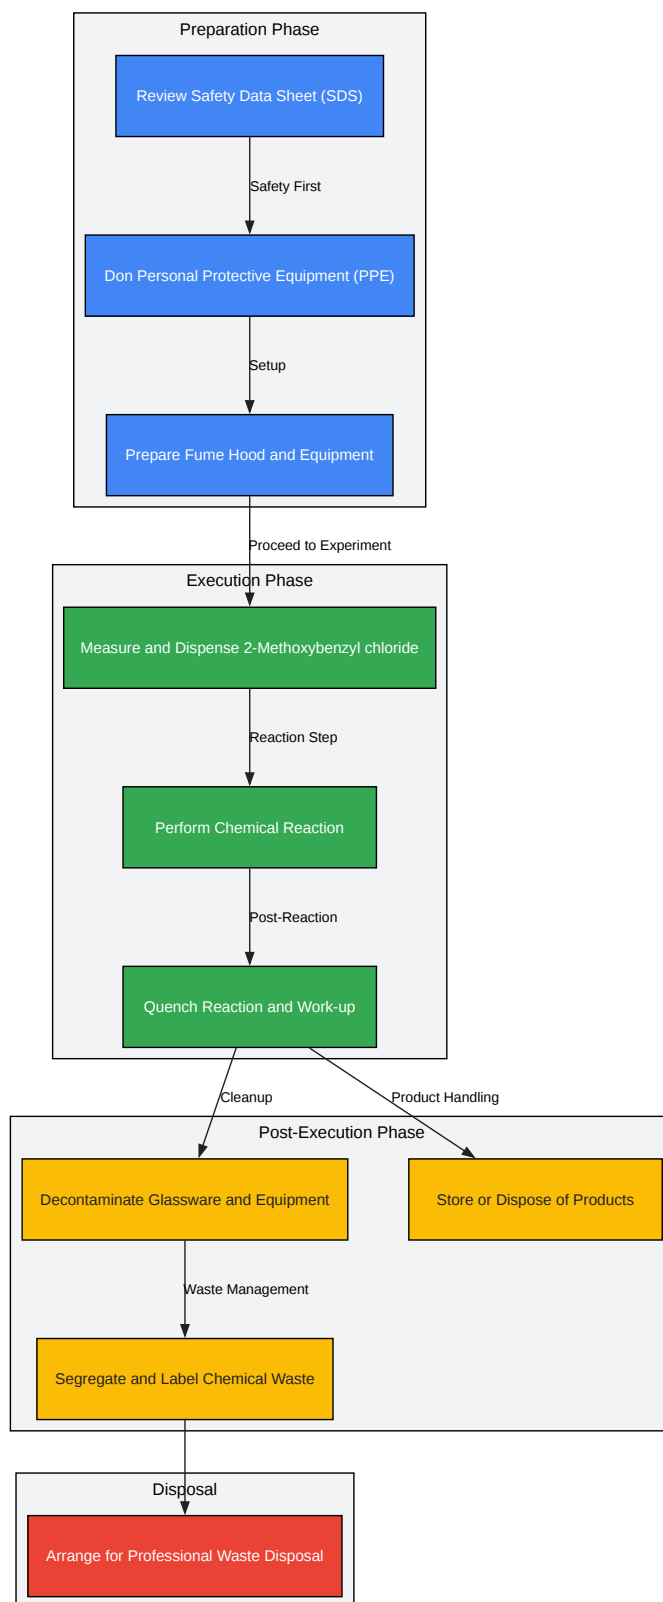 Preparation Phase
Review Safety Data Sheet (SDS)
Safety First
Don Personal Protective Equipment (PPE)
Setup
Prepare Fume Hood and Equipment
Proceed to Experiment
Execution Phase
Measure and Dispense 2-Methoxybenzyl chloride
Reaction Step
Perform Chemical Reaction
Post-Reaction
Quench Reaction and Work-up
Cleanup
Product Handling
Post-Execution Phase
Decontaminate Glassware and Equipment
Store or Dispose of Products
Waste Management
Segregate and Label Chemical Waste
Disposal
Arrange for Professional Waste Disposal